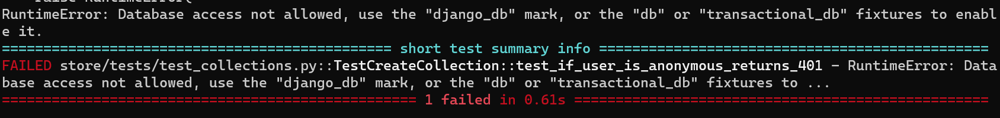 raise RuntimeError(
RuntimeError: Database access not allowed, use the "django_db" mark, or the "db" or "transactional_db" fixtures to enabl
e it.
=============================================== short test summary info ===============================================
FAILED store/tests/test_collections.py::TestCreateCollection::test_if_user_is_anonymous_returns_401 - RuntimeError: Data
base access not allowed, use the "django_db" mark, or the "db" or "transactional_db" fixtures to ...
================================================== 1 failed in 0.61s ==================================================